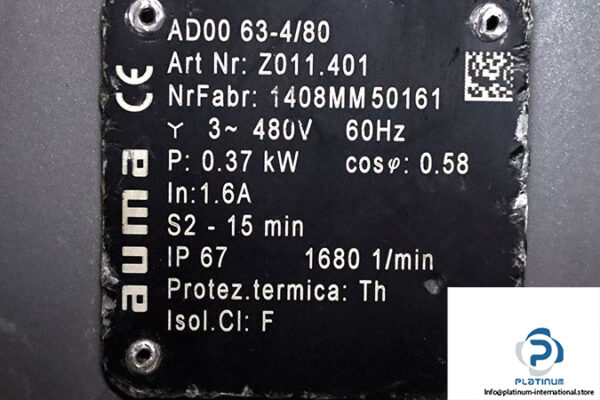 AD00 63-4/80
Art Nr: Z011.401
NrFabr: 1408MM50161
Y 3~ 480V 60Hz
P: 0.37 kW cosφ: 0.58
In:1.6A
S2 - 15 min
IP 67 1680 1/min
Protez.termica: Th
Isol.Cl: F
CE
auma
PLATINUM
Info@platinum-international.store